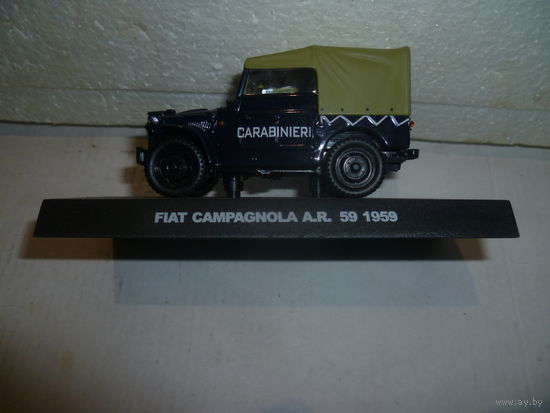 CARABINIERI
FIAT CAMPAGNOLA A.R. 59 1959
www.ay.by